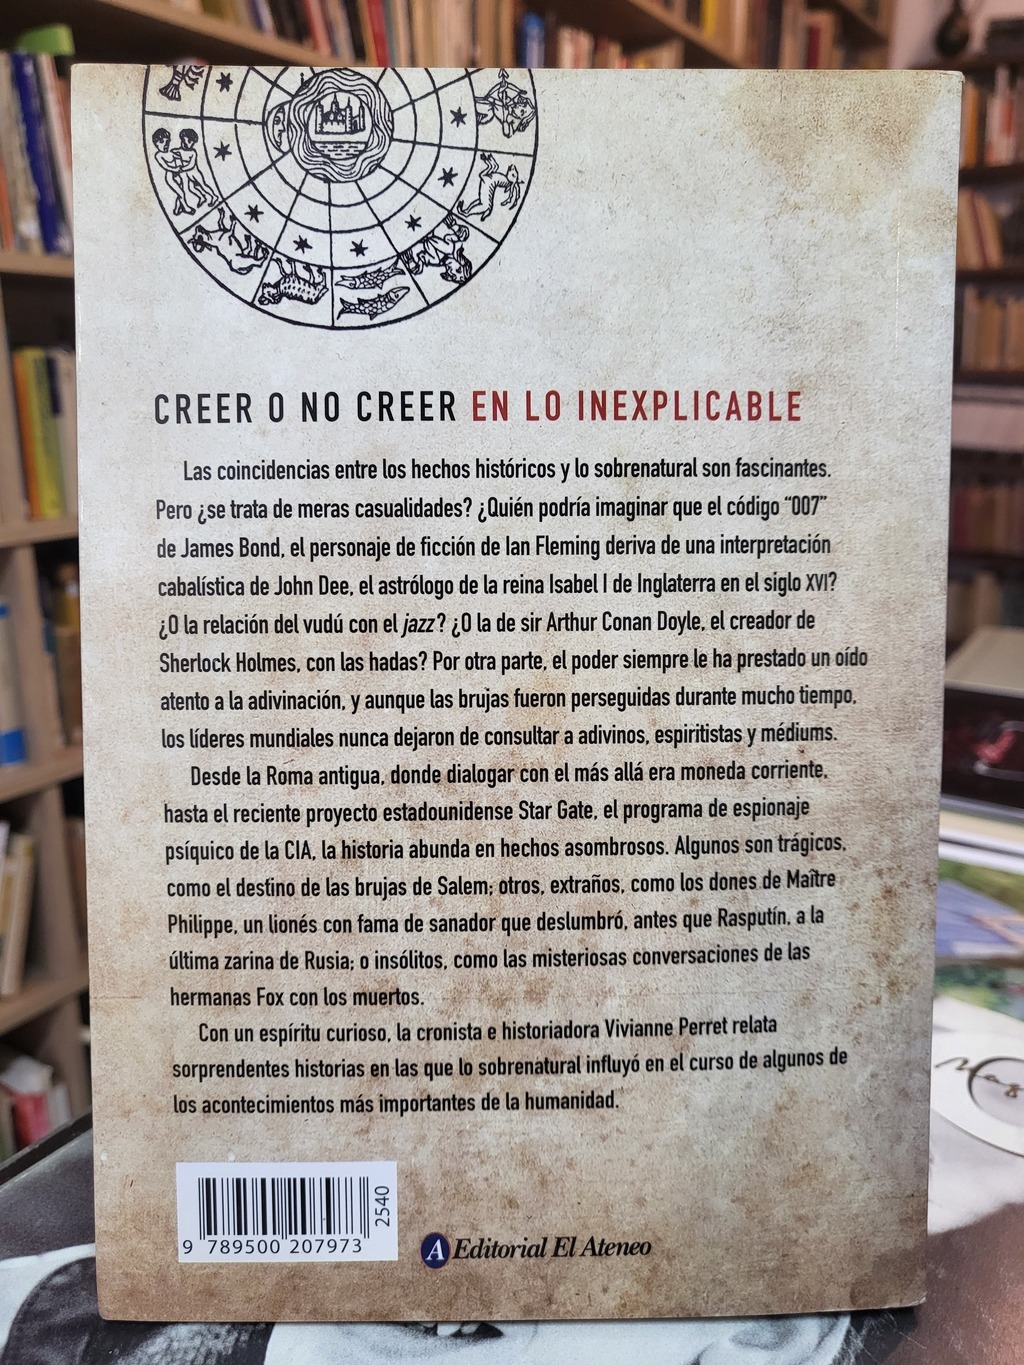 CREER O NO CREER EN LO INEXPLICABLE
Las coincidencias entre los hechos históricos y lo sobrenatural son fascinantes.
Pero ¿se trata de meras casualidades? ¿Quién podría imaginar que el código “007”
de James Bond, el personaje de ficción de Ian Fleming deriva de una interpretación
cabalística de John Dee, el astrólogo de la reina Isabel I de Inglaterra en el siglo XVI?
¿O la relación del vudú con el jazz? ¿O la de sir Arthur Conan Doyle, el creador de
Sherlock Holmes, con las hadas? Por otra parte, el poder siempre le ha prestado un oído
atento a la adivinación, y aunque las brujas fueron perseguidas durante mucho tiempo,
los líderes mundiales nunca dejaron de consultar a adivinos, espiritistas y médiums.
Desde la Roma antigua, donde dialogar con el más allá era moneda corriente,
hasta el reciente proyecto estadounidense Star Gate, el programa de espionaje
psíquico de la CIA, la historia abunda en hechos asombrosos. Algunos son trágicos,
como el destino de las brujas de Salem; otros, extraños, como los dones de Maître
Philippe, un lionés con fama de sanador que deslumbró, antes que Rasputín, a la
última zarina de Rusia; o insólitos, como las misteriosas conversaciones de las
hermanas Fox con los muertos.
Con un espíritu curioso, la cronista e historiadora Vivianne Perret relata
sorprendentes historias en las que lo sobrenatural influyó en el curso de algunos de
los acontecimientos más importantes de la humanidad.
2540
9 789500 207973
A Editorial El Ateneo